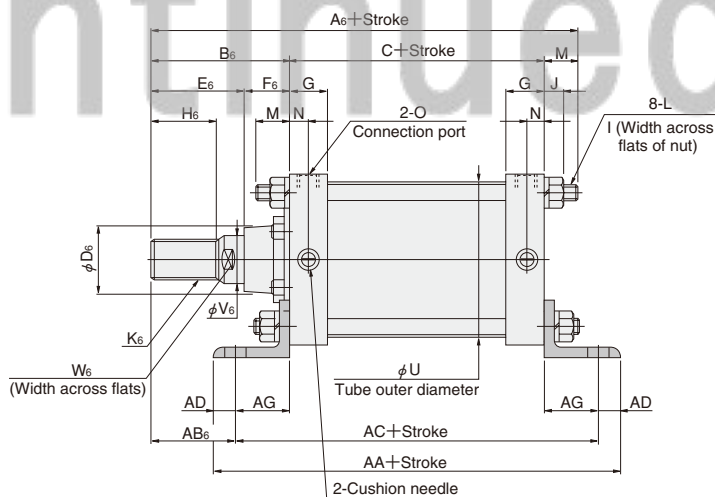 ntinued
A6+Stroke
B6
C+Stroke
M
E6
F6
G
G
J
H6
M
N
2-O
Connection port
N
8-L
I (Width across
flats of nut)
φD6
φV6
K6
W6
(Width across flats)
φU
Tube outer diameter
AD
AG
AG
AD
AB6
AC+Stroke
AA+Stroke
2-Cushion needle